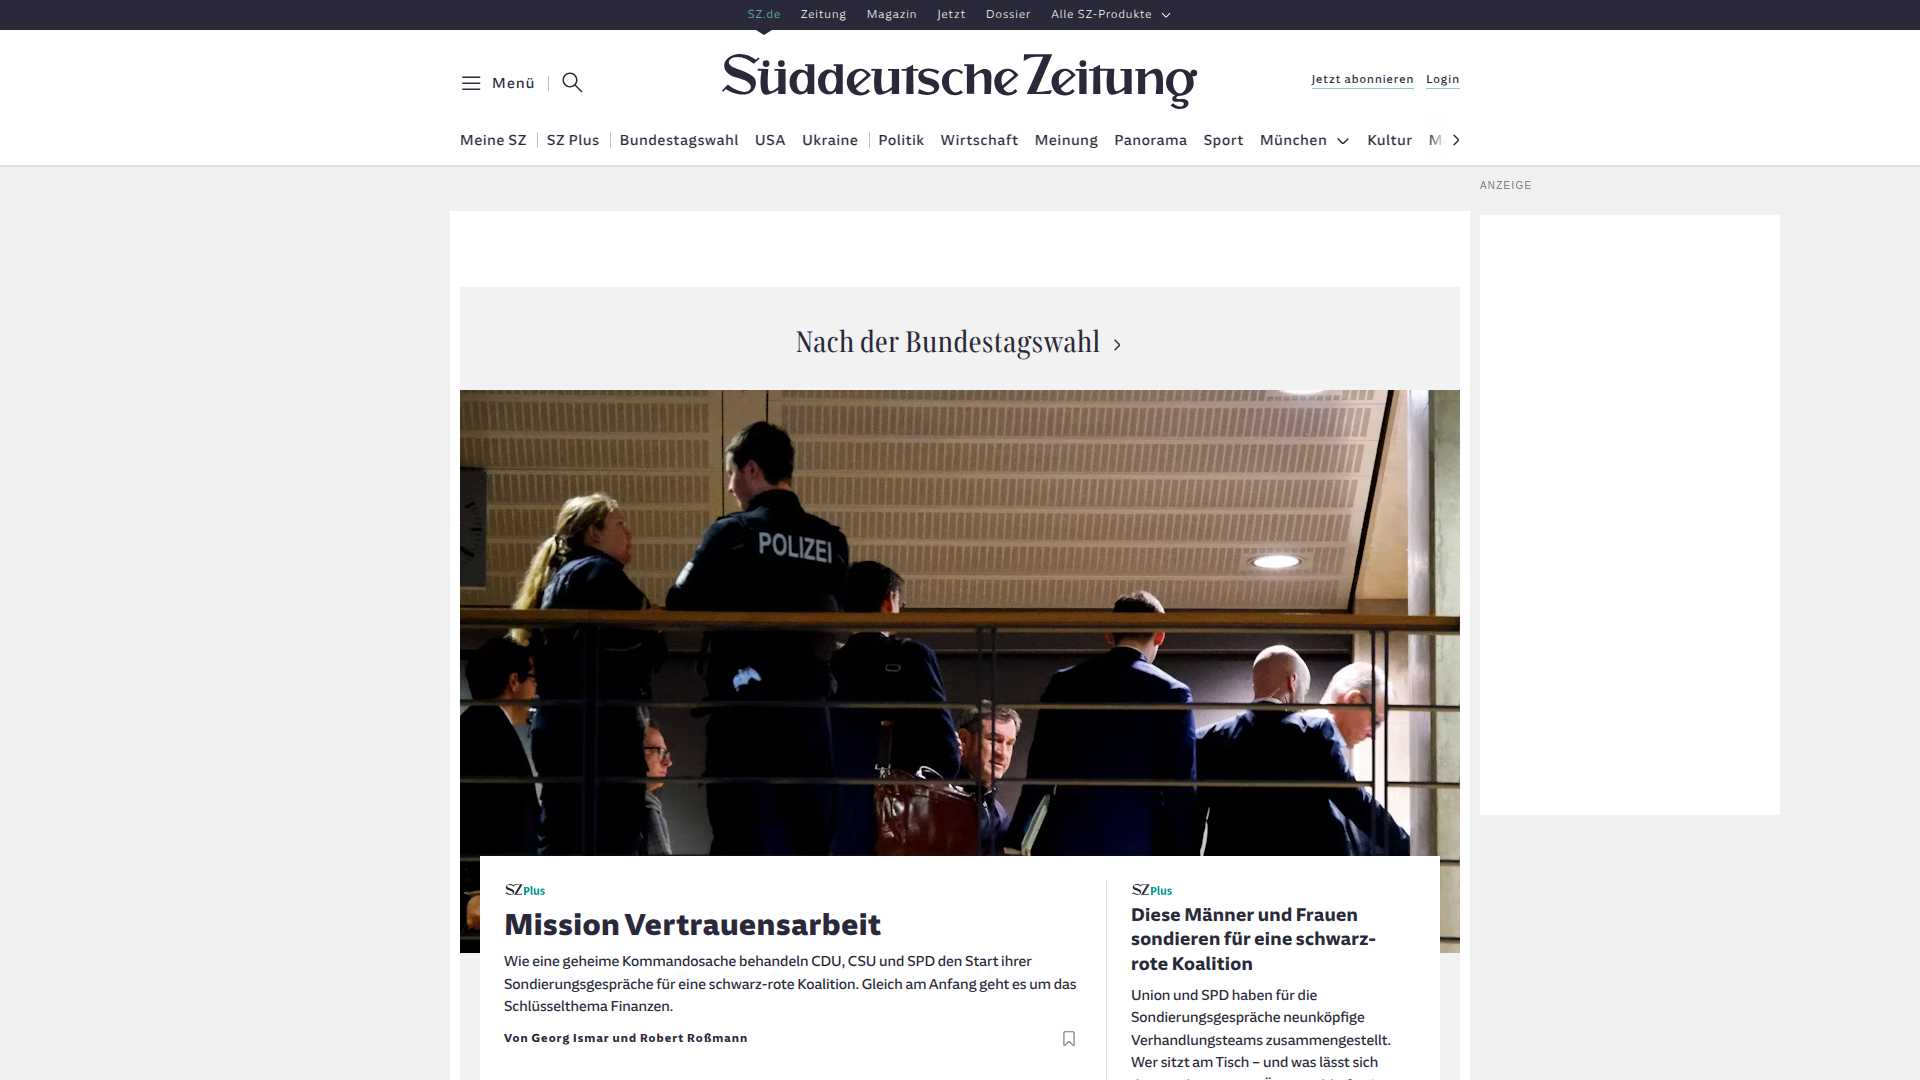 SZ.de Zeitung Magazin Jetzt Dossier Alle SZ-Produkte
Menü
Süddeutsche Zeitung
Jetzt abonnieren Login
Meine SZ SZ Plus Bundestagswahl USA Ukraine Politik Wirtschaft Meinung Panorama Sport München Kultur M
ANZEIGE
Nach der Bundestagswahl
POLIZEI
SZ Plus
Mission Vertrauensarbeit
Wie eine geheime Kommandosache behandeln CDU, CSU und SPD den Start ihrer
Sondierungsgespräche für eine schwarz-rote Koalition. Gleich am Anfang geht es um das
Schlüsselthema Finanzen.
Von Georg Ismar und Robert Roßmann
SZ Plus
Diese Männer und Frauen
sondieren für eine schwarz-
rote Koalition
Union und SPD haben für die
Sondierungsgespräche neunköpfige
Verhandlungsteams zusammengestellt.
Wer sitzt am Tisch – und was lässt sich